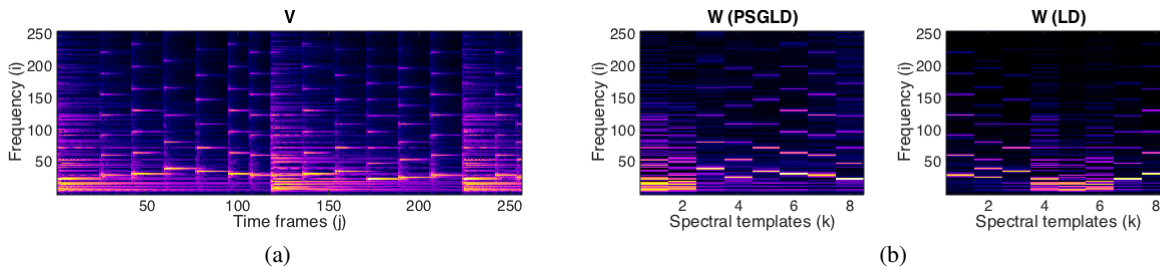 V
250
200
150
100
50
Frequency (i)
50
100
150
200
250
Time frames (j)
(a)
W (PSGLD)
250
200
150
100
50
Frequency (i)
2
4
6
8
Spectral templates (k)
W (LD)
250
200
150
100
50
Frequency (i)
2
4
6
8
Spectral templates (k)
(b)